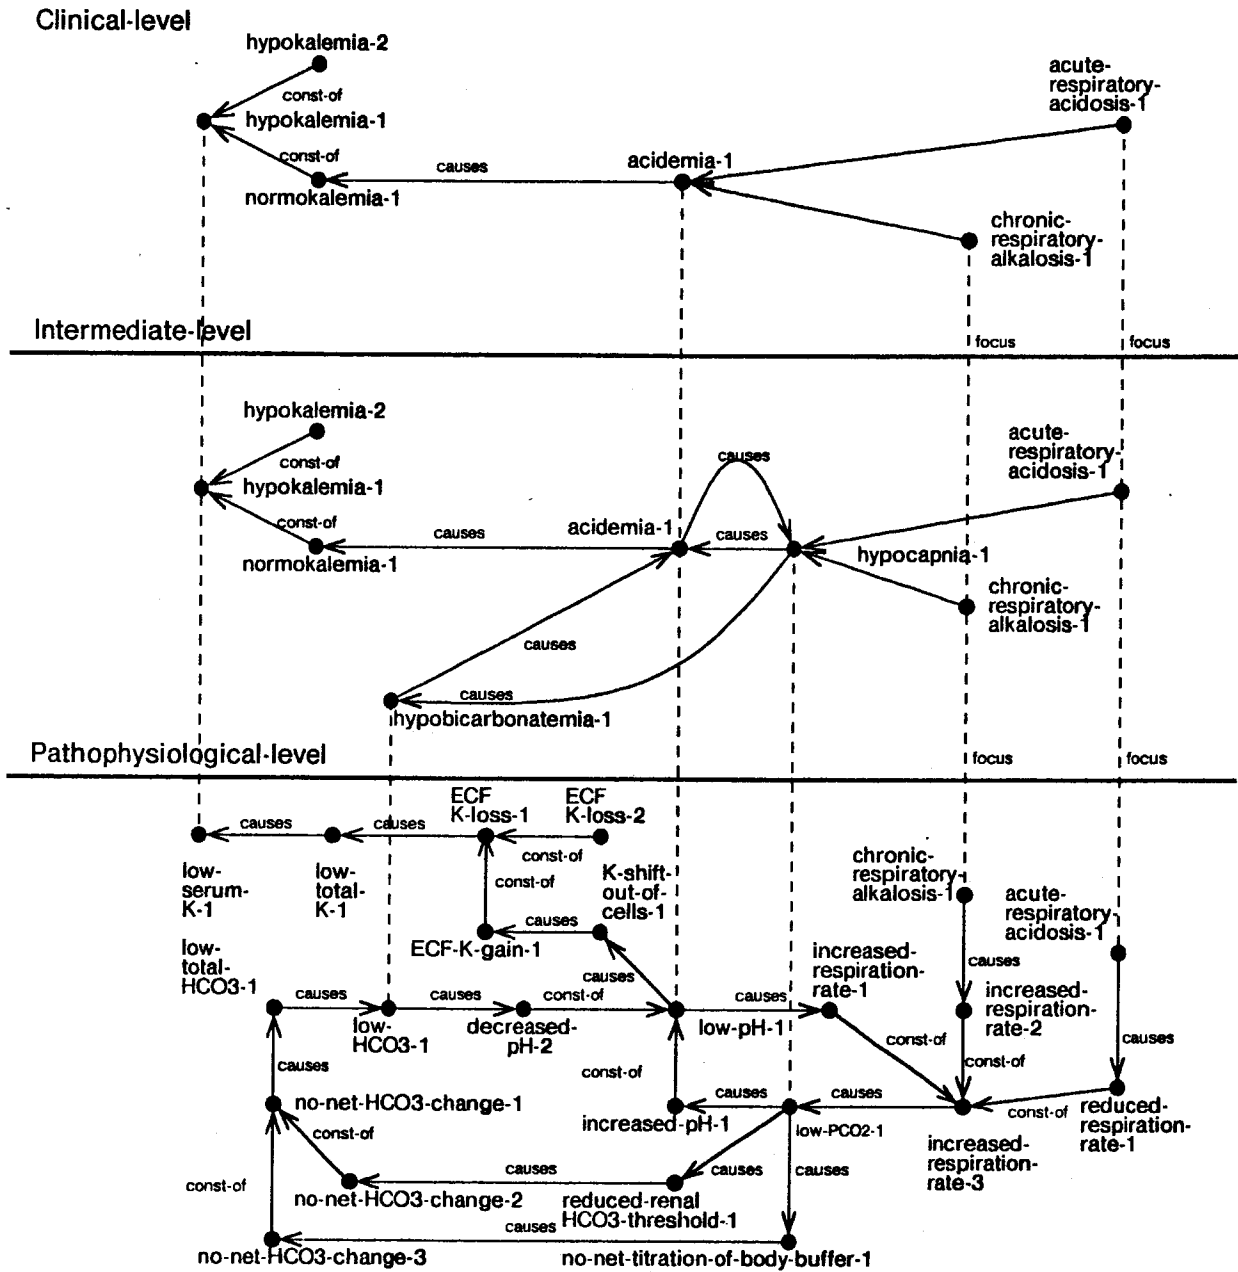 Clinical-level
hypokalemia-2
const-of
hypokalemia-1
const-of
normokalemia-1
causes
acidemia-1
acute-
respiratory-
acidosis-1
chronic-
respiratory-
alkalosis-1
Intermediate-level
focus
focus
hypokalemia-2
const-of
hypokalemia-1
const-of
normokalemia-1
causes
acidemia-1
causes
causes
hypocapnia-1
acute-
respiratory-
acidosis-1
chronic-
respiratory-
alkalosis-1
causes
causes
hypobicarbonatemia-1
Pathophysiological-level
focus
focus
ECF
K-loss-1
ECF
K-loss-2
causes
causes
const-of
const-of
low-
serum-
K-1
low-
total-
K-1
K-shift-
out-of-
cells-1
causes
ECF-K-gain-1
causes
chronic-
respiratory-
alkalosis-1
acute-
respiratory-
acidosis-1
low-
total-
HCO3-1
causes
low-
HCO3-1
causes
decreased-
pH-2
const-of
low-pH-1
causes
increased-
respiration-
rate-1
causes
increased-
respiration-
rate-2
const-of
const-of
causes
causes
const-of
no-net-HCO3-change-1
const-of
increased-pH-1
causes
low-PCO2-1
causes
increased-
respiration-
rate-3
const-of
reduced-
respiration-
rate-1
causes
causes
causes
no-net-HCO3-change-2
reduced-renal
HCO3-threshold-1
const-of
causes
no-net-HCO3-change-3
no-net-titration-of-body-buffer-1